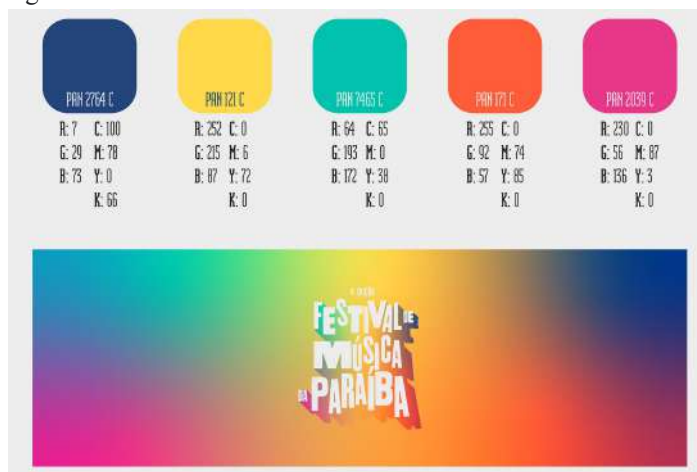 PAN 2764 C
PAN 121 C
PAN 7465 C
PAN 171 C
PAN 2039 C
R: 7 C: 100
G: 29 M: 78
B: 73 Y: 0
K: 66
R: 252 C: 0
G: 215 M: 6
B: 87 Y: 72
K: 0
R: 64 C: 65
G: 193 M: 0
B: 172 Y: 38
K: 0
R: 255 C: 0
G: 92 M: 74
B: 57 Y: 85
K: 0
R: 230 C: 0
G: 56 M: 87
B: 136 Y: 3
K: 0
FESTIVAL DE
MÚSICA
DA PARAÍBA